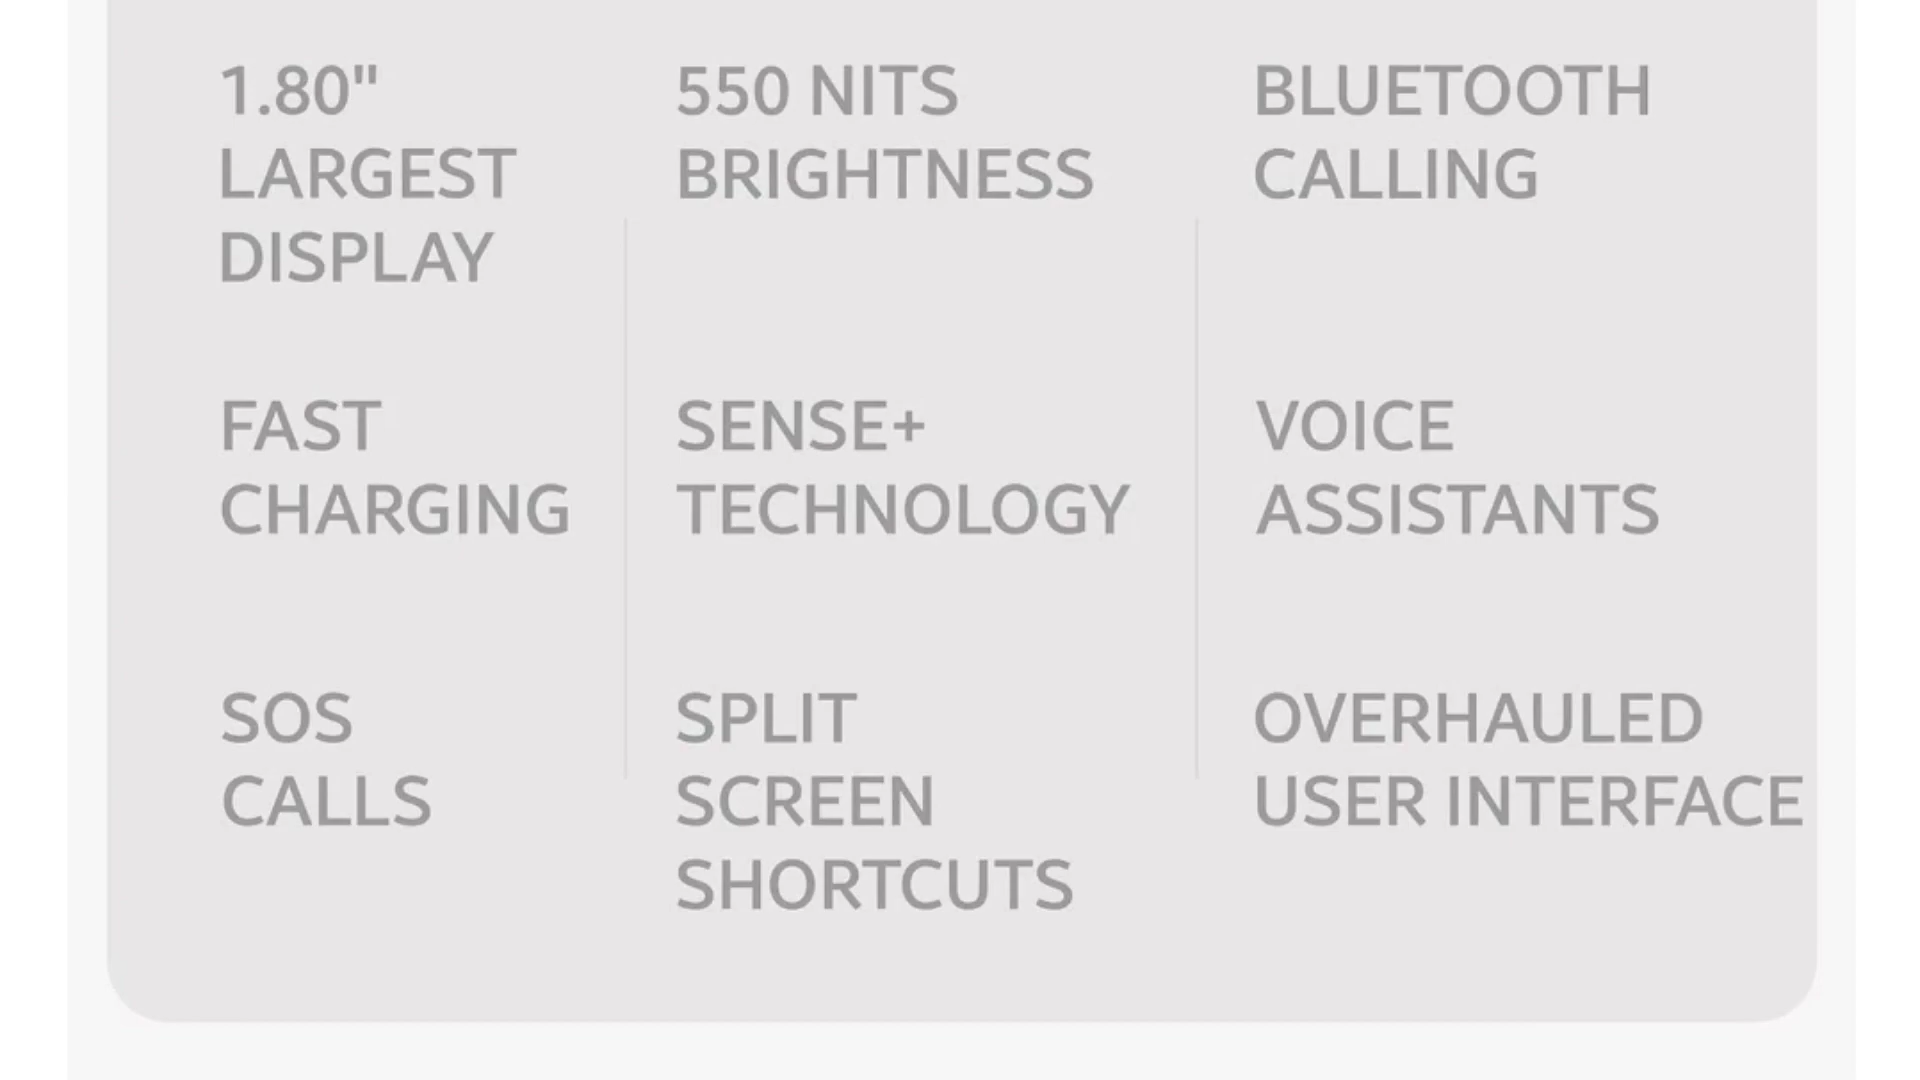 1.80"
LARGEST
DISPLAY
550 NITS
BRIGHTNESS
BLUETOOTH
CALLING
FAST
CHARGING
SENSE+
TECHNOLOGY
VOICE
ASSISTANTS
SOS
CALLS
SPLIT
SCREEN
SHORTCUTS
OVERHAULED
USER INTERFACE